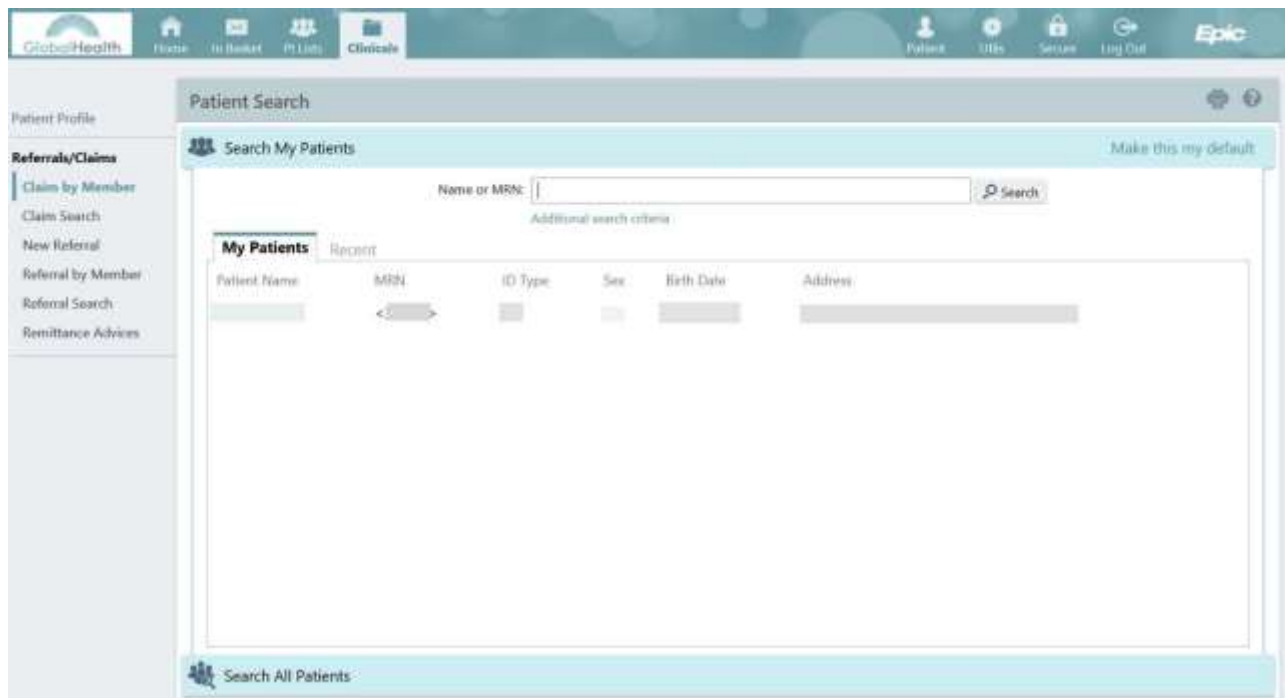 GlobalHealth
Home In Basket Pt Lists Clinicals Patient Utils Secure Log Out Epic
Patient Search
Patient Profile
Search My Patients Make this my default
Referrals/Claims
Claim by Member
Name or MRN: Search
Claim Search
Additional search criteria
New Referral
My Patients Recent
Referral by Member
Patient Name MRN ID Type Sex Birth Date Address
Referral Search
< >
Remittance Advices
Search All Patients